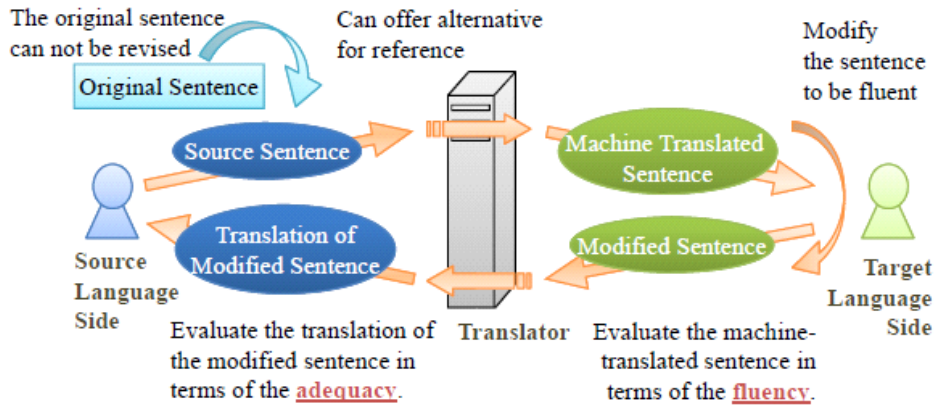 The original sentence
can not be revised
Original Sentence
Can offer alternative
for reference
Modify
the sentence
to be fluent
Source Sentence
Machine Translated
Sentence
Translation of
Modified Sentence
Modified Sentence
Source
Language
Side
Translator
Target
Language
Side
Evaluate the translation of
the modified sentence in
terms of the adequacy.
Evaluate the machine-
translated sentence in
terms of the fluency.